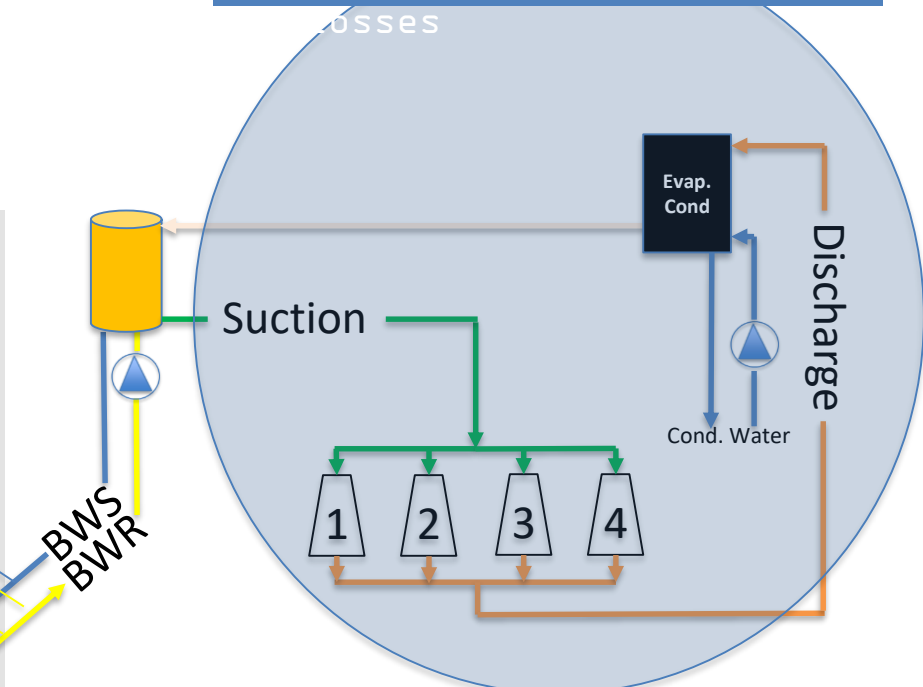 Evap.
Cond
Discharge
Suction
Cond. Water
1 2 3 4
BWS
BWR